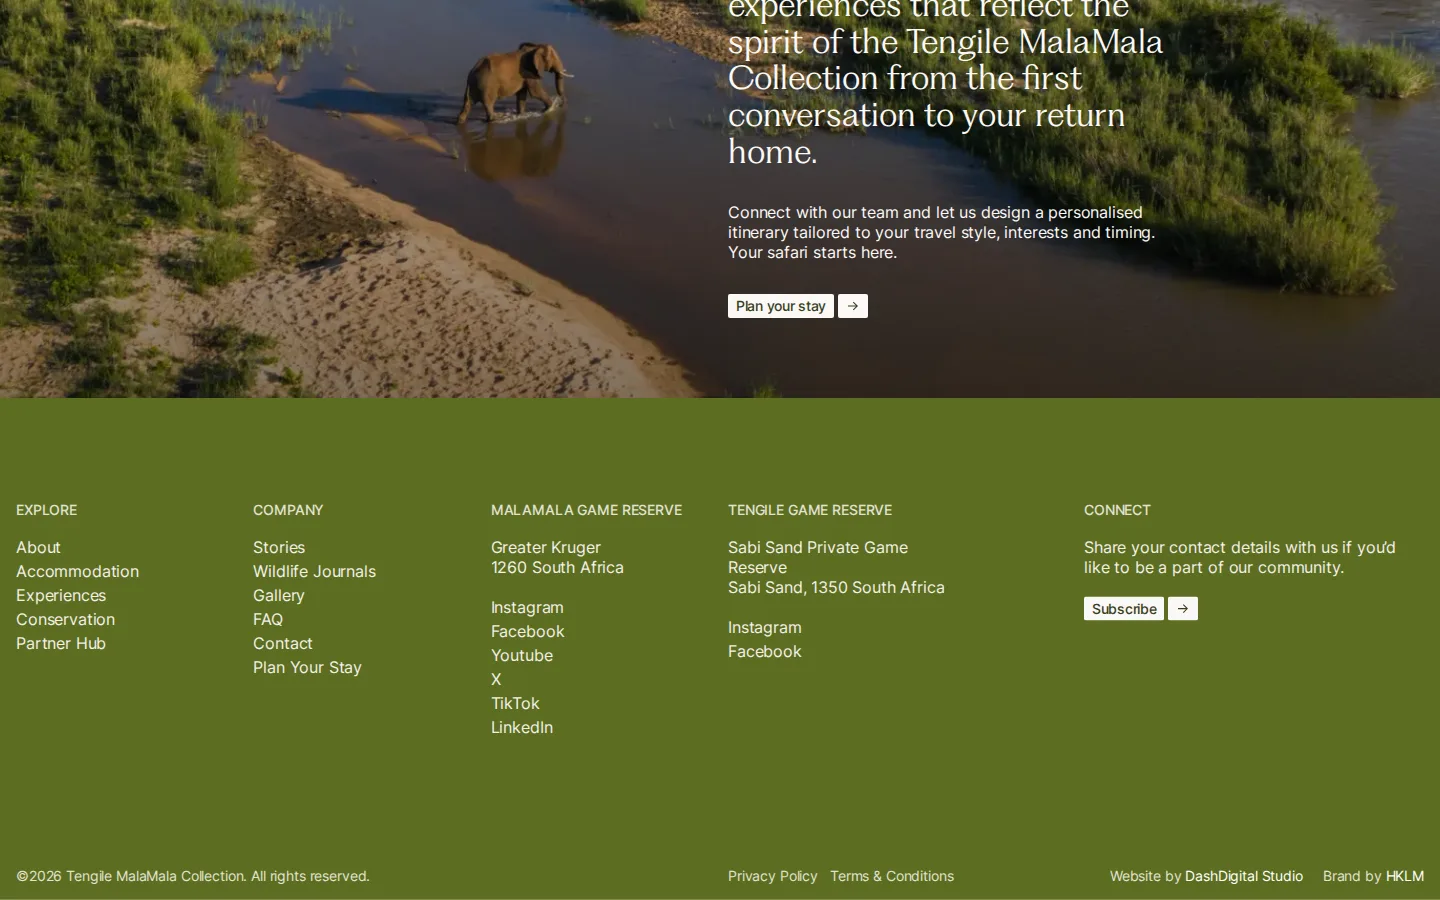 experiences that reflect the
spirit of the Tengile MalaMala
Collection from the first
conversation to your return
home.
Connect with our team and let us design a personalised
itinerary tailored to your travel style, interests and timing.
Your safari starts here.
Plan your stay →
EXPLORE
About
Accommodation
Experiences
Conservation
Partner Hub
COMPANY
Stories
Wildlife Journals
Gallery
FAQ
Contact
Plan Your Stay
MALAMALA GAME RESERVE
Greater Kruger
1260 South Africa
Instagram
Facebook
Youtube
X
TikTok
LinkedIn
TENGILE GAME RESERVE
Sabi Sand Private Game
Reserve
Sabi Sand, 1350 South Africa
Instagram
Facebook
CONNECT
Share your contact details with us if you'd
like to be a part of our community.
Subscribe →
©2026 Tengile MalaMala Collection. All rights reserved.
Privacy Policy Terms & Conditions
Website by DashDigital Studio Brand by HKLM